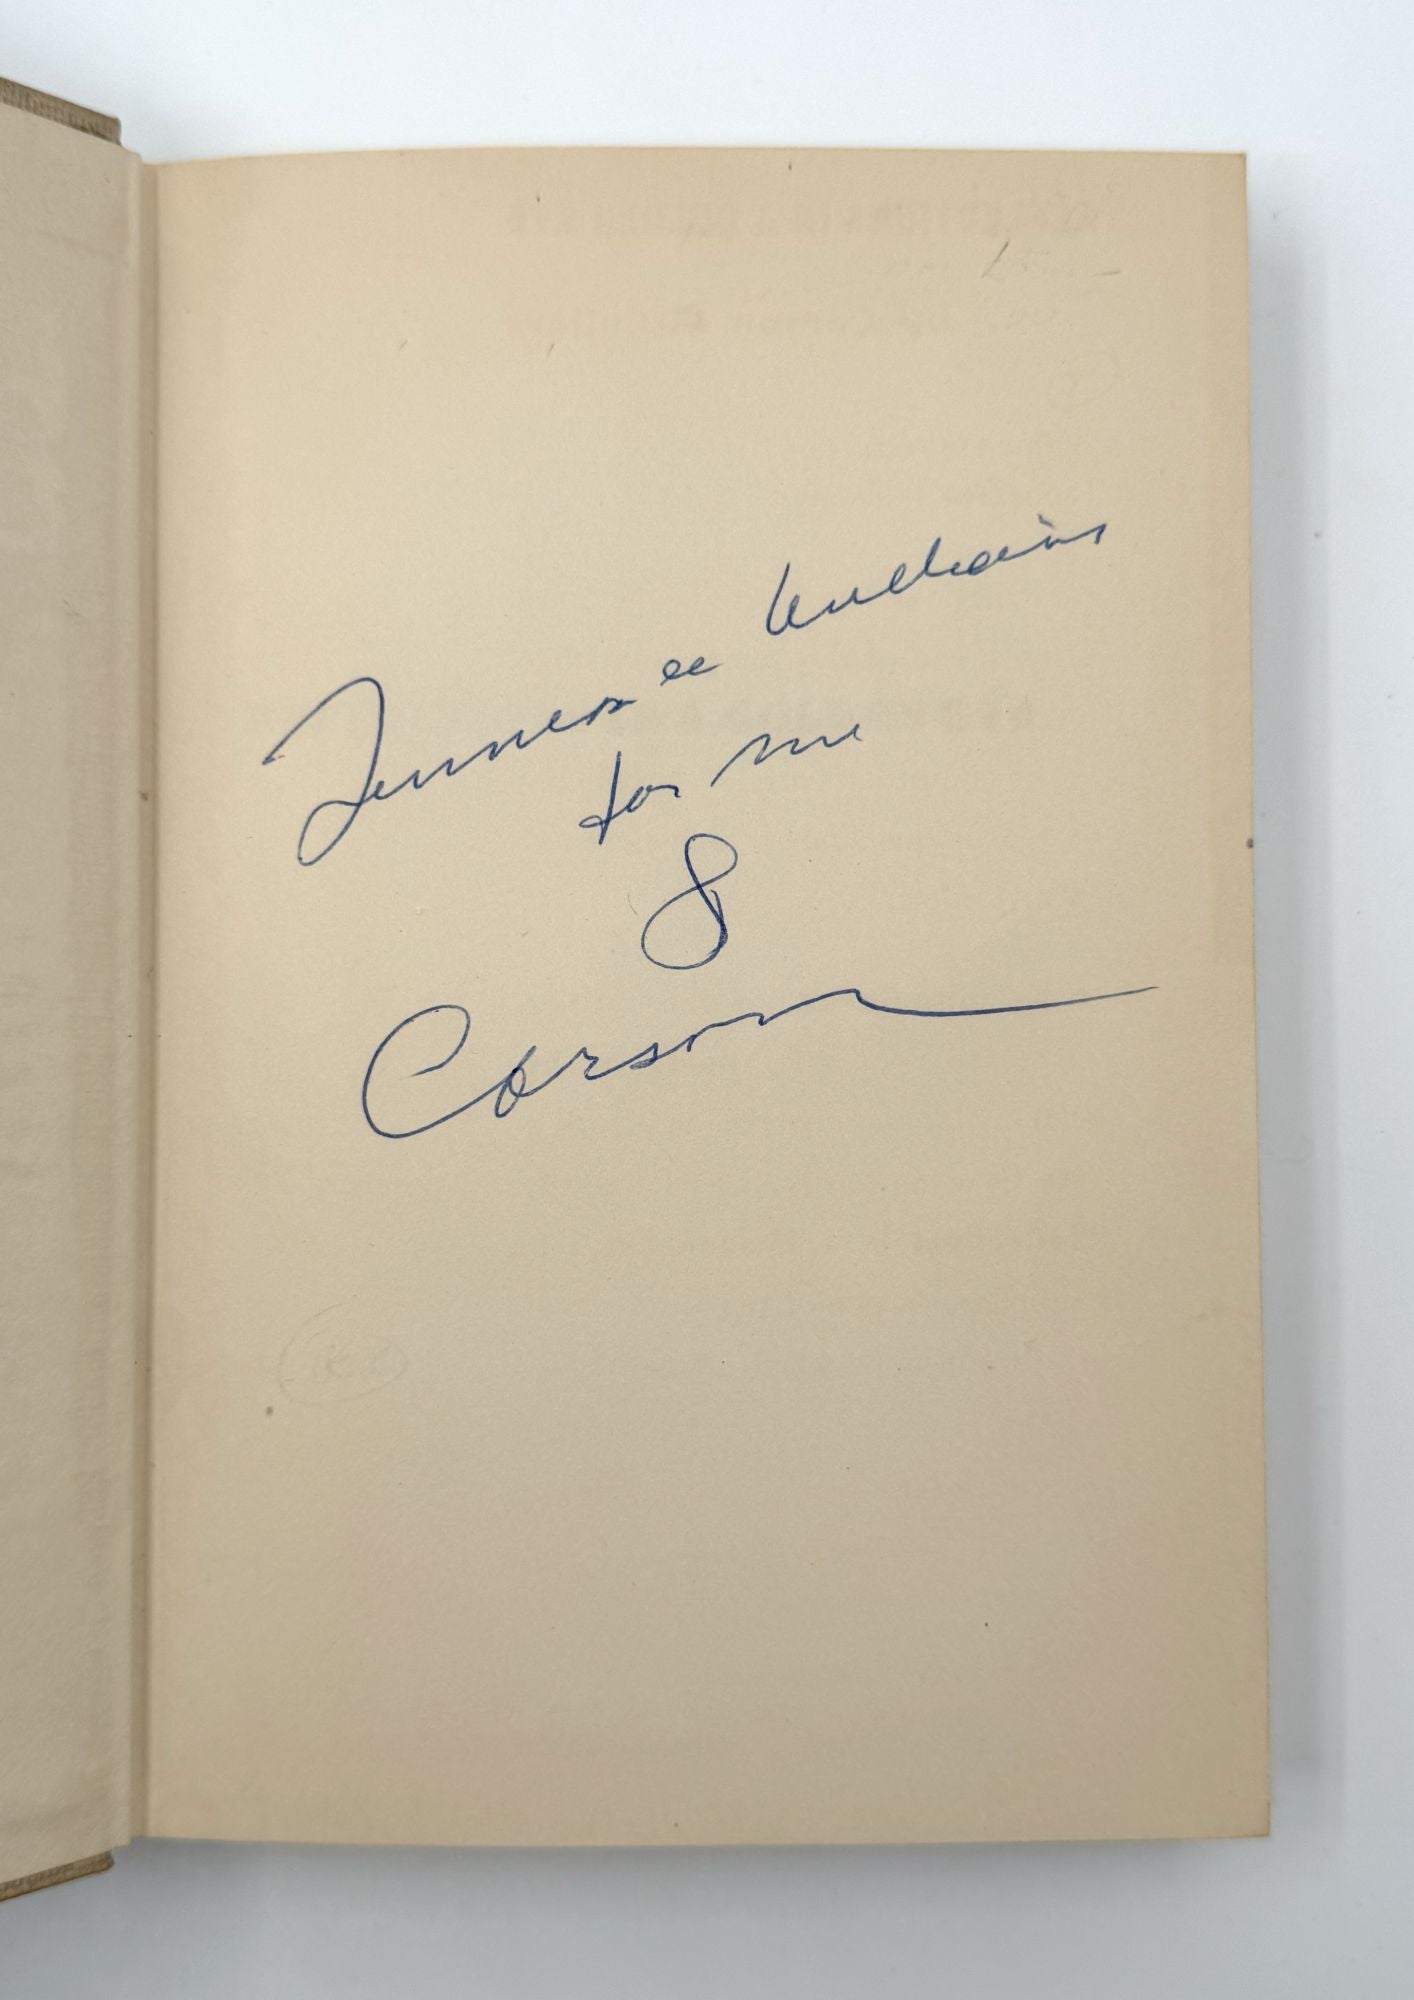 Tennessee Williams
for me
&
Carson